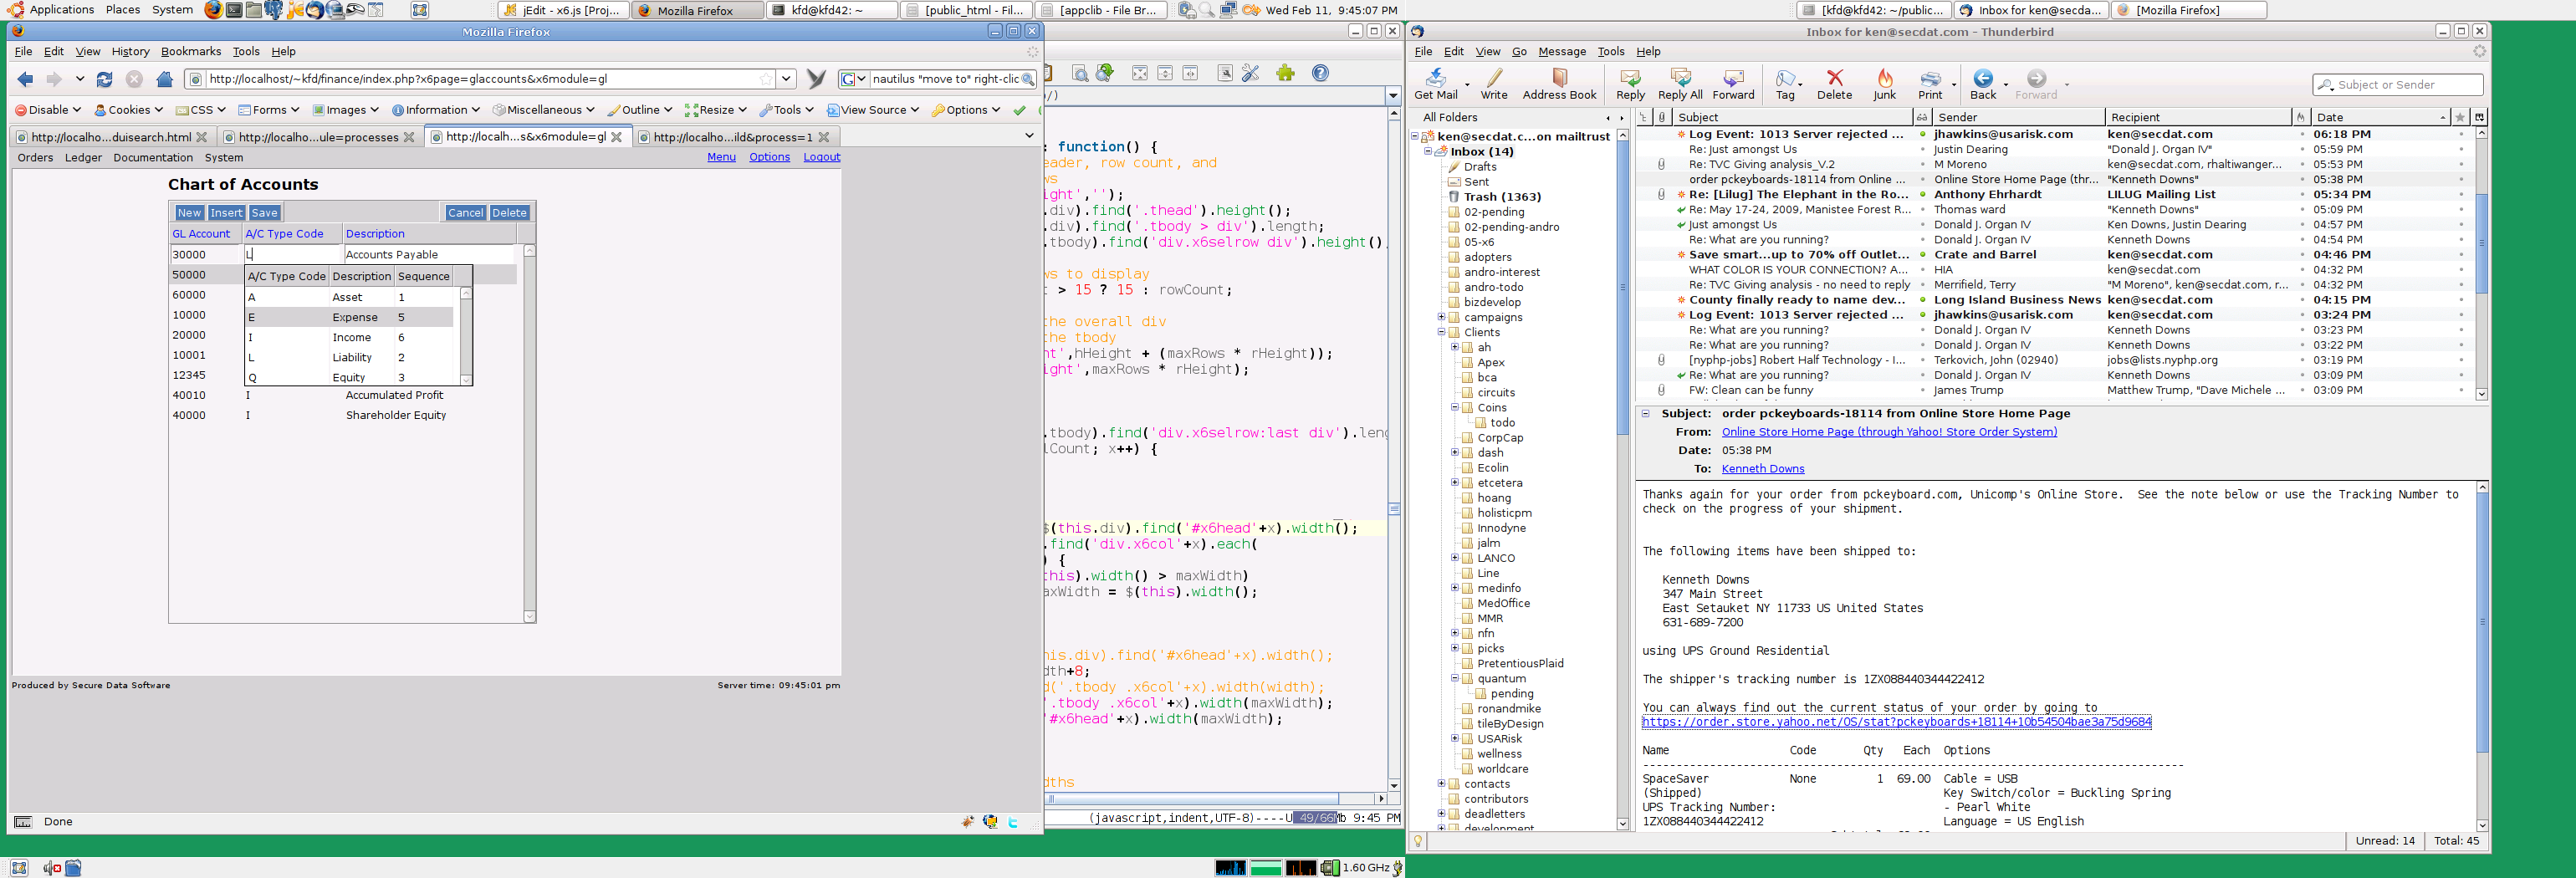 Applications Places System
jEdit - x6.js [Proj...
Mozilla Firefox
kfd@kfd42: ~
[public_html - Fil...
[appclib - File Br...
Wed Feb 11, 9:45:07 PM
[kfd@kfd42: ~/public...
Inbox for ken@secda...
[Mozilla Firefox]
Mozilla Firefox
File Edit View History Bookmarks Tools Help
http://localhost/~kfd/finance/index.php?x6page=glaccounts&x6module=gl
nautilus "move to" right-clic
Disable Cookies CSS Forms Images Information Miscellaneous Outline Resize Tools View Source Options
http://localho...duisearch.html
http://localho...ule=processes
http://localh...s&x6module=gl
http://localho...ild&process=1
Orders Ledger Documentation System
Menu Options Logout
Chart of Accounts
New Insert Save Cancel Delete
GL Account A/C Type Code Description
30000 L Accounts Payable
50000
60000
10000
20000
10001
12345
A/C Type Code Description Sequence
A Asset 1
E Expense 5
I Income 6
L Liability 2
Q Equity 3
40010 I Accumulated Profit
40000 I Shareholder Equity
Produced by Secure Data Software
Server time: 09:45:01 pm
Done
/)
: function() {
eader, row count, and
ws
ight','');
.div).find('.thead').height();
.div).find('.tbody > div').length;
.tbody).find('div.x6selrow div').height()
ws to display
t > 15 ? 15 : rowCount;
the overall div
the tbody
ht',hHeight + (maxRows * rHeight));
ight',maxRows * rHeight);
.tbody).find('div.x6selrow:last div').leng
lCount; x++) {
$(this.div).find('#x6head'+x).width();
.find('div.x6col'+x).each(
) {
this).width() > maxWidth)
axWidth = $(this).width();
his.div).find('#x6head'+x).width();
dth+8;
d('.tbody .x6col'+x).width(width);
'.tbody .x6col'+x).width(maxWidth);
'#x6head'+x).width(maxWidth);
dths
(javascript,indent,UTF-8)----U 49/66Mb 9:45 PM
1.60 GHz
Inbox for ken@secdat.com - Thunderbird
File Edit View Go Message Tools Help
Get Mail Write Address Book Reply Reply All Forward Tag Delete Junk Print Back Forward
Subject or Sender
All Folders
ken@secdat.c...on mailtrust
Inbox (14)
Drafts
Sent
Trash (1363)
02-pending
02-pending-andro
05-x6
adopters
andro-interest
andro-todo
bizdevelop
campaigns
Clients
ah
Apex
bca
circuits
Coins
todo
CorpCap
dash
Ecolin
etcetera
hoang
holisticpm
Innodyne
jalm
LANCO
Line
medinfo
MedOffice
MMR
nfn
picks
PretentiousPlaid
quantum
pending
ronandmike
tileByDesign
USARisk
wellness
worldcare
contacts
contributors
deadletters
development
Subject Sender Recipient Date
Log Event: 1013 Server rejected ... jhawkins@usarisk.com ken@secdat.com 06:18 PM
Re: Just amongst Us Justin Dearing "Donald J. Organ IV" 05:59 PM
Re: TVC Giving analysis_V.2 M Moreno ken@secdat.com, rhaltiwanger... 05:53 PM
order pckeyboards-18114 from Online ... Online Store Home Page (thr... "Kenneth Downs" 05:38 PM
Re: [Lilug] The Elephant in the Ro... Anthony Ehrhardt LILUG Mailing List 05:34 PM
Re: May 17-24, 2009, Manistee Forest R... Thomas ward "Kenneth Downs" 05:09 PM
Just amongst Us Donald J. Organ IV Ken Downs, Justin Dearing 04:57 PM
Re: What are you running? Donald J. Organ IV Kenneth Downs 04:54 PM
Save smart...up to 70% off Outlet... Crate and Barrel ken@secdat.com 04:46 PM
WHAT COLOR IS YOUR CONNECTION? A... HIA ken@secdat.com 04:32 PM
Re: TVC Giving analysis - no need to reply Merrifield, Terry "M Moreno", ken@secdat.com, r... 04:32 PM
County finally ready to name dev... Long Island Business News ken@secdat.com 04:15 PM
Log Event: 1013 Server rejected ... jhawkins@usarisk.com ken@secdat.com 03:24 PM
Re: What are you running? Donald J. Organ IV Kenneth Downs 03:23 PM
Re: What are you running? Donald J. Organ IV Kenneth Downs 03:22 PM
[nyphp-jobs] Robert Half Technology - I... Terkovich, John (02940) jobs@lists.nyphp.org 03:19 PM
Re: What are you running? Donald J. Organ IV Kenneth Downs 03:09 PM
FW: Clean can be funny James Trump Matthew Trump, "Dave Michele ... 03:09 PM
Subject: order pckeyboards-18114 from Online Store Home Page
From: Online Store Home Page (through Yahoo! Store Order System)
Date: 05:38 PM
To: Kenneth Downs
Thanks again for your order from pckeyboard.com, Unicomp's Online Store. See the note below or use the Tracking Number to
check on the progress of your shipment.
The following items have been shipped to:
Kenneth Downs
347 Main Street
East Setauket NY 11733 US United States
631-689-7200
using UPS Ground Residential
The shipper's tracking number is 1ZX088440344422412
You can always find out the current status of your order by going to
https://order.store.yahoo.net/OS/stat?pckeyboards+18114+10b54504bae3a75d9684
Name Code Qty Each Options
SpaceSaver None 1 69.00 Cable = USB
(Shipped) Key Switch/color = Buckling Spring
UPS Tracking Number: - Pearl White
1ZX088440344422412 Language = US English
Unread: 14 Total: 45